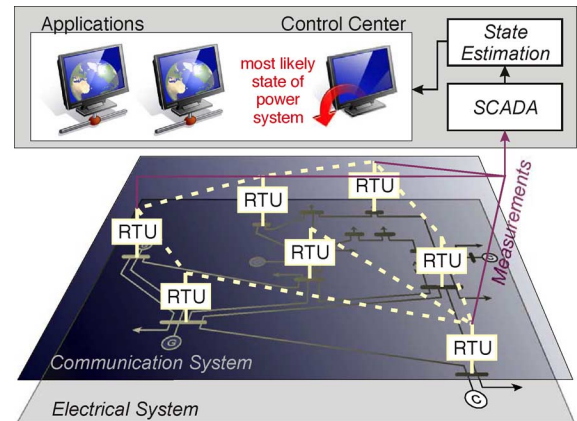 Applications
Control Center
most likely
state of
power
system
State
Estimation
SCADA
Measurements
RTU
RTU
RTU
RTU
RTU
RTU
RTU
G
C
Communication System
Electrical System